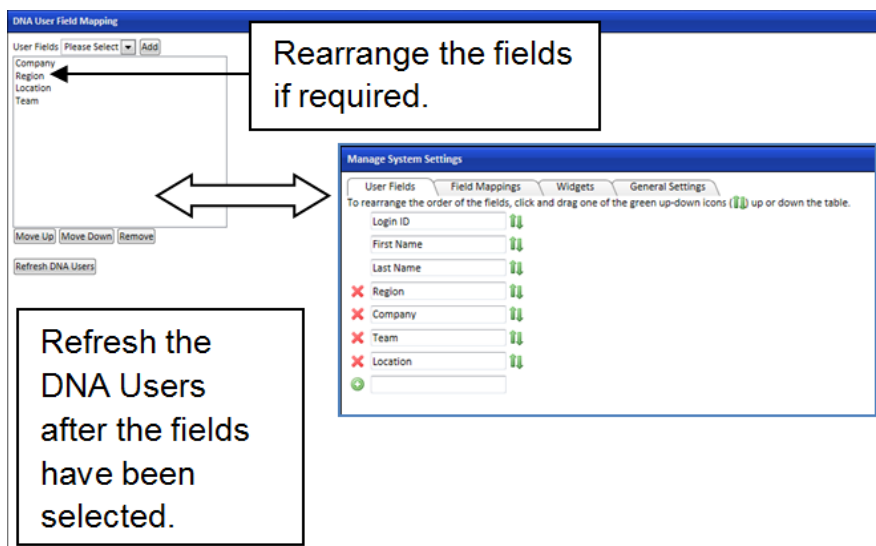 DNA User Field Mapping
User Fields Please Select Add
Company
Region
Location
Team
Move Up Move Down Remove
Refresh DNA Users
Rearrange the fields
if required.
Manage System Settings
User Fields Field Mappings Widgets General Settings
To rearrange the order of the fields, click and drag one of the green up-down icons () up or down the table.
Login ID
First Name
Last Name
Region
Company
Team
Location
Refresh the
DNA Users
after the fields
have been
selected.